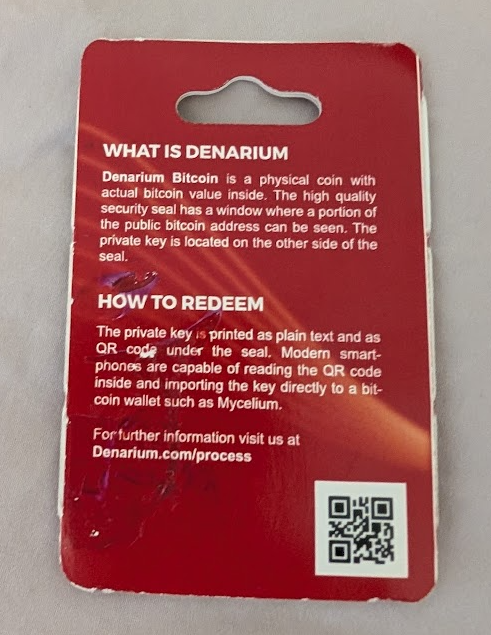 WHAT IS DENARIUM
Denarium Bitcoin is a physical coin with
actual bitcoin value inside. The high quality
security seal has a window where a portion of
the public bitcoin address can be seen. The
private key is located on the other side of the
seal.
HOW TO REDEEM
The private key is printed as plain text and as
QR code under the seal. Modern smart-
phones are capable of reading the QR code
inside and importing the key directly to a bit-
coin wallet such as Mycelium.
For further information visit us at
Denarium.com/process